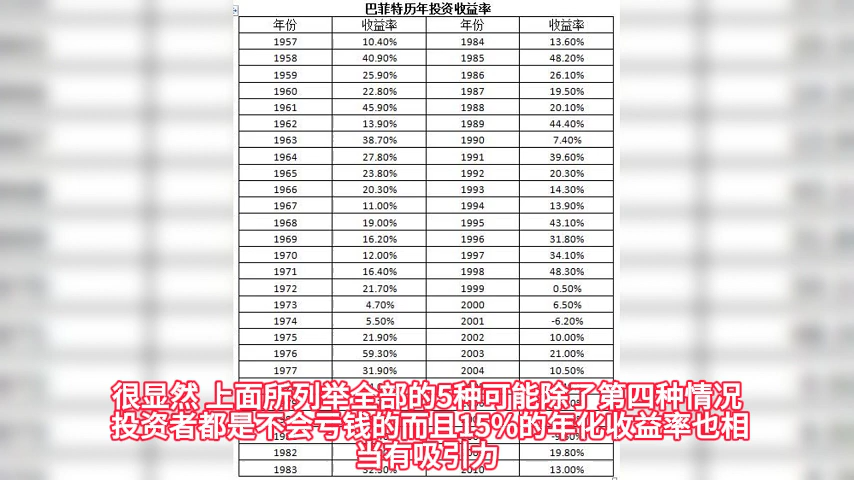 巴菲特历年投资收益率
年份 收益率 年份 收益率
1957 10.40% 1984 13.60%
1958 40.90% 1985 48.20%
1959 25.90% 1986 26.10%
1960 22.80% 1987 19.50%
1961 45.90% 1988 20.10%
1962 13.90% 1989 44.40%
1963 38.70% 1990 7.40%
1964 27.80% 1991 39.60%
1965 23.80% 1992 20.30%
1966 20.30% 1993 14.30%
1967 11.00% 1994 13.90%
1968 19.00% 1995 43.10%
1969 16.20% 1996 31.80%
1970 12.00% 1997 34.10%
1971 16.40% 1998 48.30%
1972 21.70% 1999 0.50%
1973 4.70% 2000 6.50%
1974 5.50% 2001 -6.20%
1975 21.90% 2002 10.00%
1976 59.30% 2003 21.00%
1977 31.90% 2004 10.50%
很显然 上面所列举全部的5种可能除了第四种情况
投资者都是不会亏钱的而且15%的年化收益率也相
当有吸引力
1982 19.80%
1983 13.00%